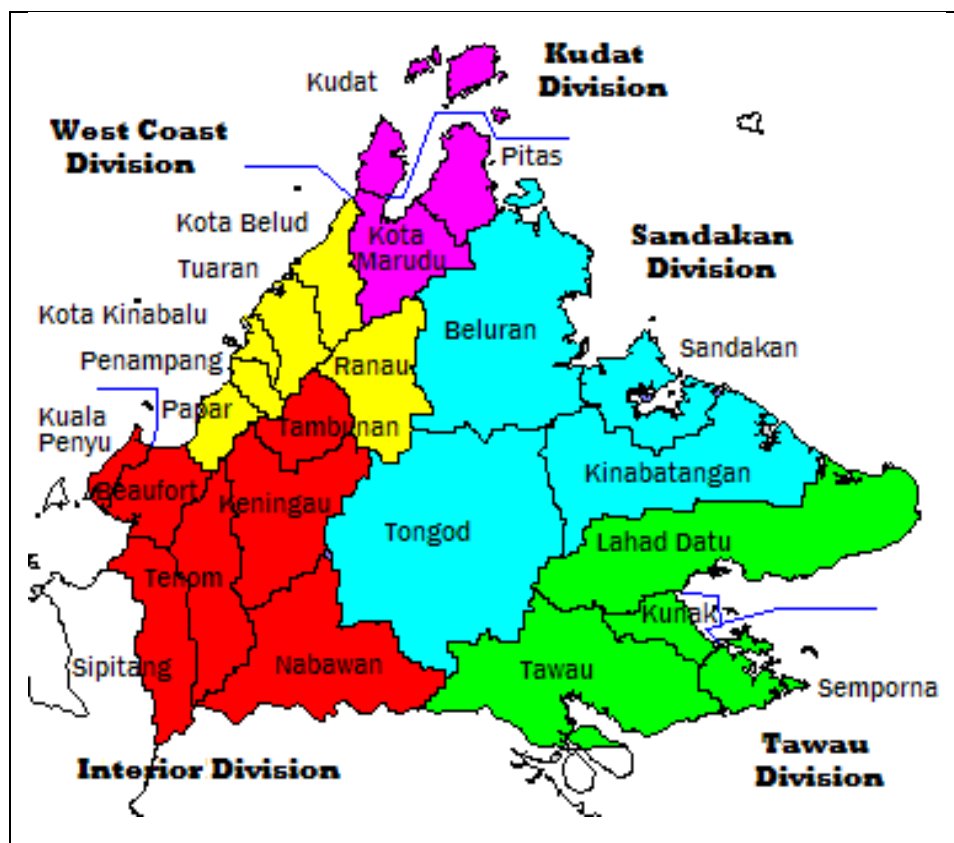 Kudat
Division
Kudat
West Coast
Division
Pitas
Kota Belud
Kota
Marudu
Sandakan
Division
Tuaran
Kota Kinabalu
Beluran
Sandakan
Penampang
Ranau
Kuala
Penyu
Papar
Tambunan
Beaufort
Keningau
Kinabatangan
Tongod
Lahad Datu
Tenom
Kunak
Sipitang
Nabawan
Tawau
Semporna
Interior Division
Tawau
Division